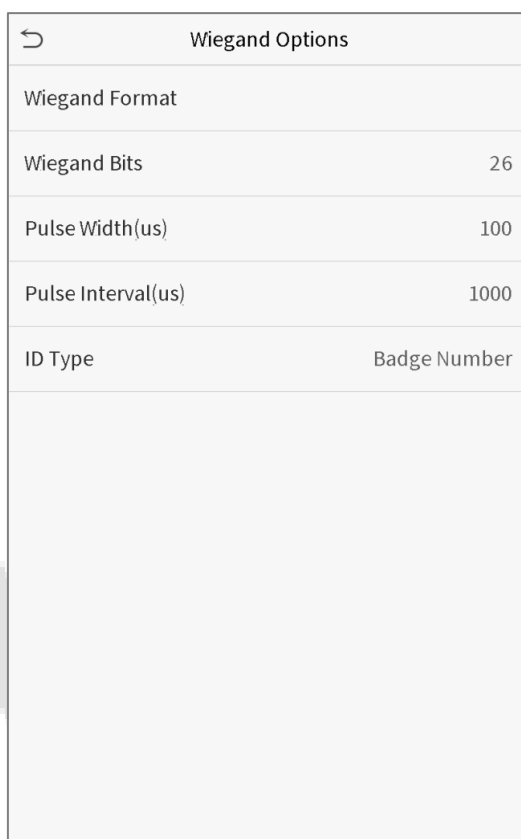 Wiegand Options
Wiegand Format
Wiegand Bits 26
Pulse Width(us) 100
Pulse Interval(us) 1000
ID Type Badge Number